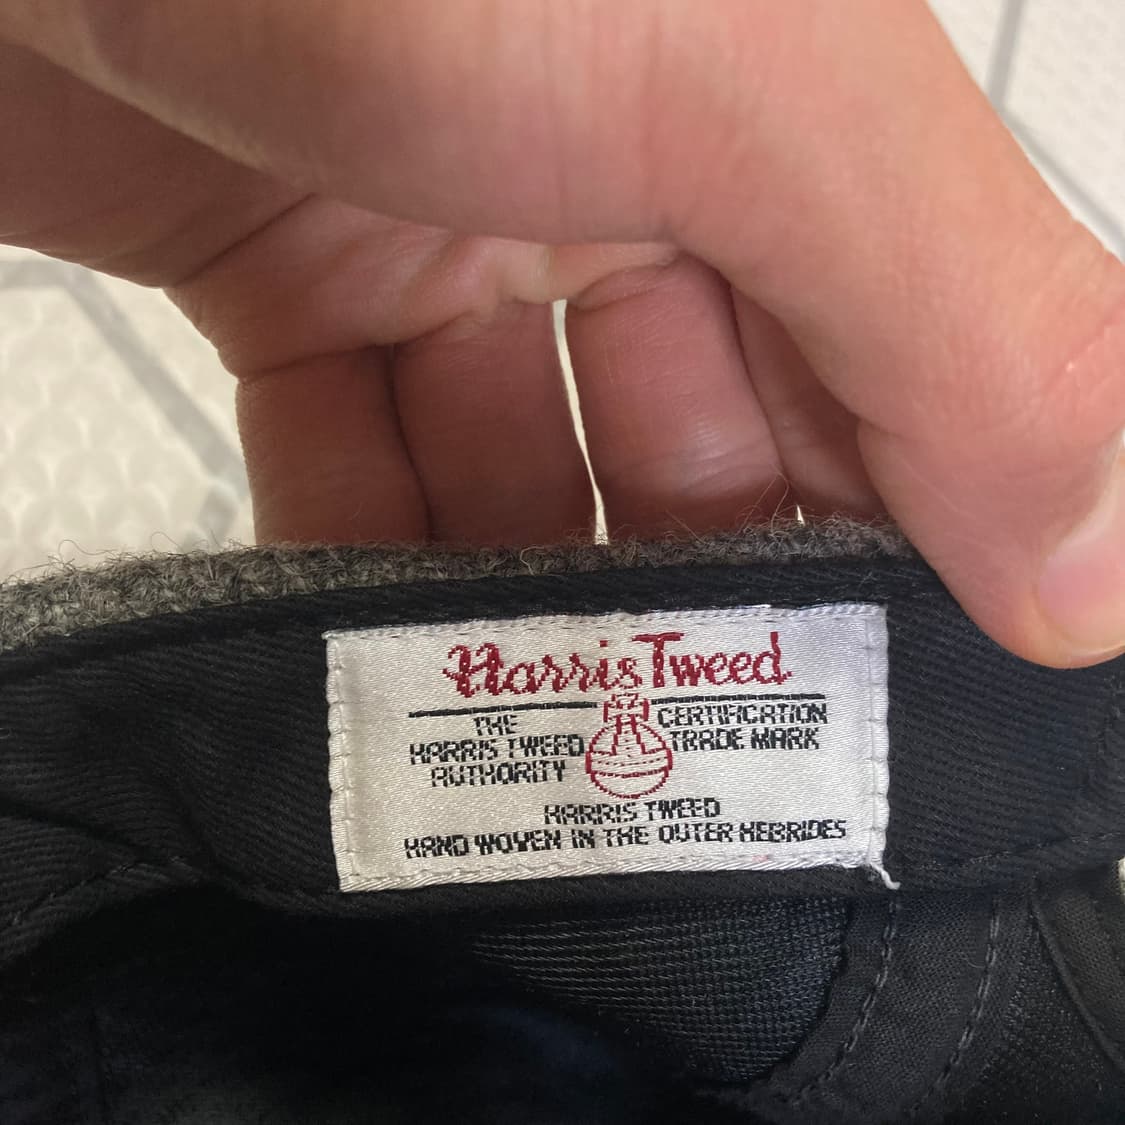 Harris Tweed
THE
HARRIS TWEED
AUTHORITY
CERTIFICATION
TRADE MARK
HARRIS TWEED
HAND WOVEN IN THE OUTER HEBRIDES